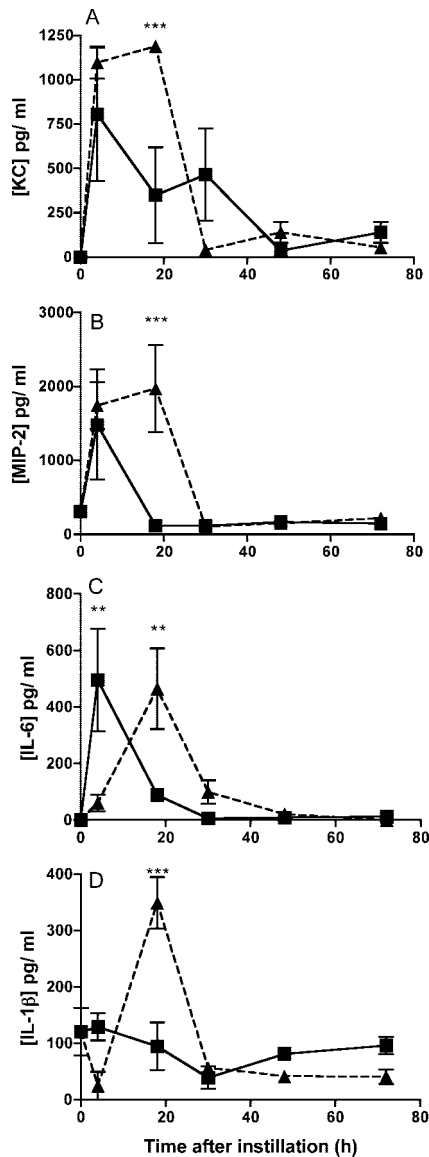 A
***
1250
1000
750
500
250
0
[KC] pg/ ml
0 20 40 60 80
B
***
3000
2000
1000
0
[MIP-2] pg/ ml
0 20 40 60 80
C
** **
800
600
400
200
0
[IL-6] pg/ ml
0 20 40 60 80
D
***
400
300
200
100
0
[IL-1β] pg/ ml
0 20 40 60 80
Time after instillation (h)